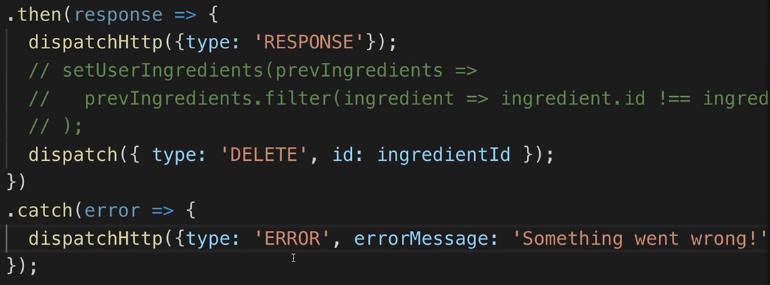 .then(response => {
  dispatchHttp({type: 'RESPONSE'});
  // setUserIngredients(prevIngredients =>
  //   prevIngredients.filter(ingredient => ingredient.id !== ingred
  // );
  dispatch({ type: 'DELETE', id: ingredientId });
})
.catch(error => {
  dispatchHttp({type: 'ERROR', errorMessage: 'Something went wrong!'
});